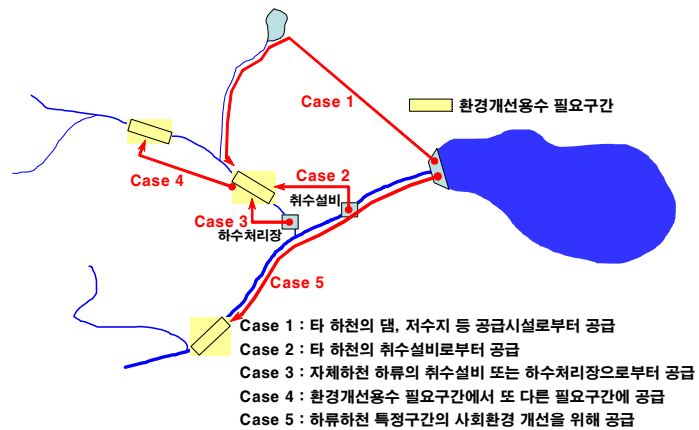 Case 1
환경개선용수 필요구간
Case 2
Case 4
취수설비
Case 3
하수처리장
Case 5
Case 1 : 타 하천의 댐, 저수지 등 공급시설로부터 공급
Case 2 : 타 하천의 취수설비로부터 공급
Case 3 : 자체하천 하류의 취수설비 또는 하수처리장으로부터 공급
Case 4 : 환경개선용수 필요구간에서 또 다른 필요구간에 공급
Case 5 : 하류하천 특정구간의 사회환경 개선을 위해 공급